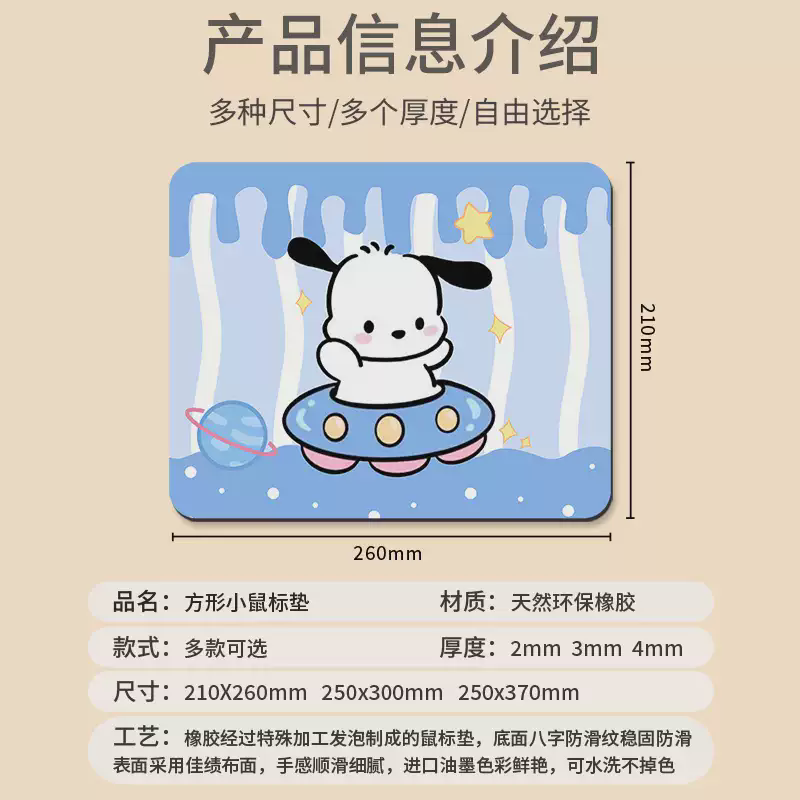 产品信息介绍
多种尺寸/多个厚度/自由选择
210mm
260mm
品名：方形小鼠标垫 材质：天然环保橡胶
款式：多款可选 厚度：2mm 3mm 4mm
尺寸：210X260mm 250x300mm 250x370mm
工艺：橡胶经过特殊加工发泡制成的鼠标垫，底面八字防滑纹稳固防滑
表面采用佳绩布面，手感顺滑细腻，进口油墨色彩鲜艳，可水洗不掉色